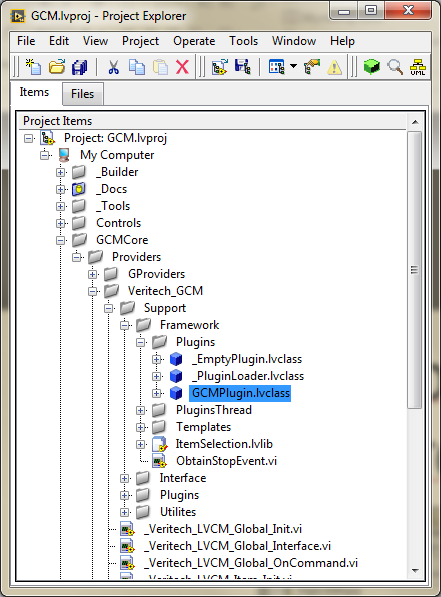 GCM.lvproj - Project Explorer
File Edit View Project Operate Tools Window Help
Items Files
Project Items
Project: GCM.lvproj
My Computer
_Builder
_Docs
_Tools
Controls
GCMCore
Providers
GProviders
Veritech_GCM
Support
Framework
Plugins
_EmptyPlugin.lvclass
_PluginLoader.lvclass
GCMPlugin.lvclass
PluginsThread
Templates
ItemSelection.lvlib
ObtainStopEvent.vi
Interface
Plugins
Utilites
_Veritech_LVCM_Global_Init.vi
_Veritech_LVCM_Global_Interface.vi
_Veritech_LVCM_Global_OnCommand.vi
_Veritech_LVCM_Item_Init.vi